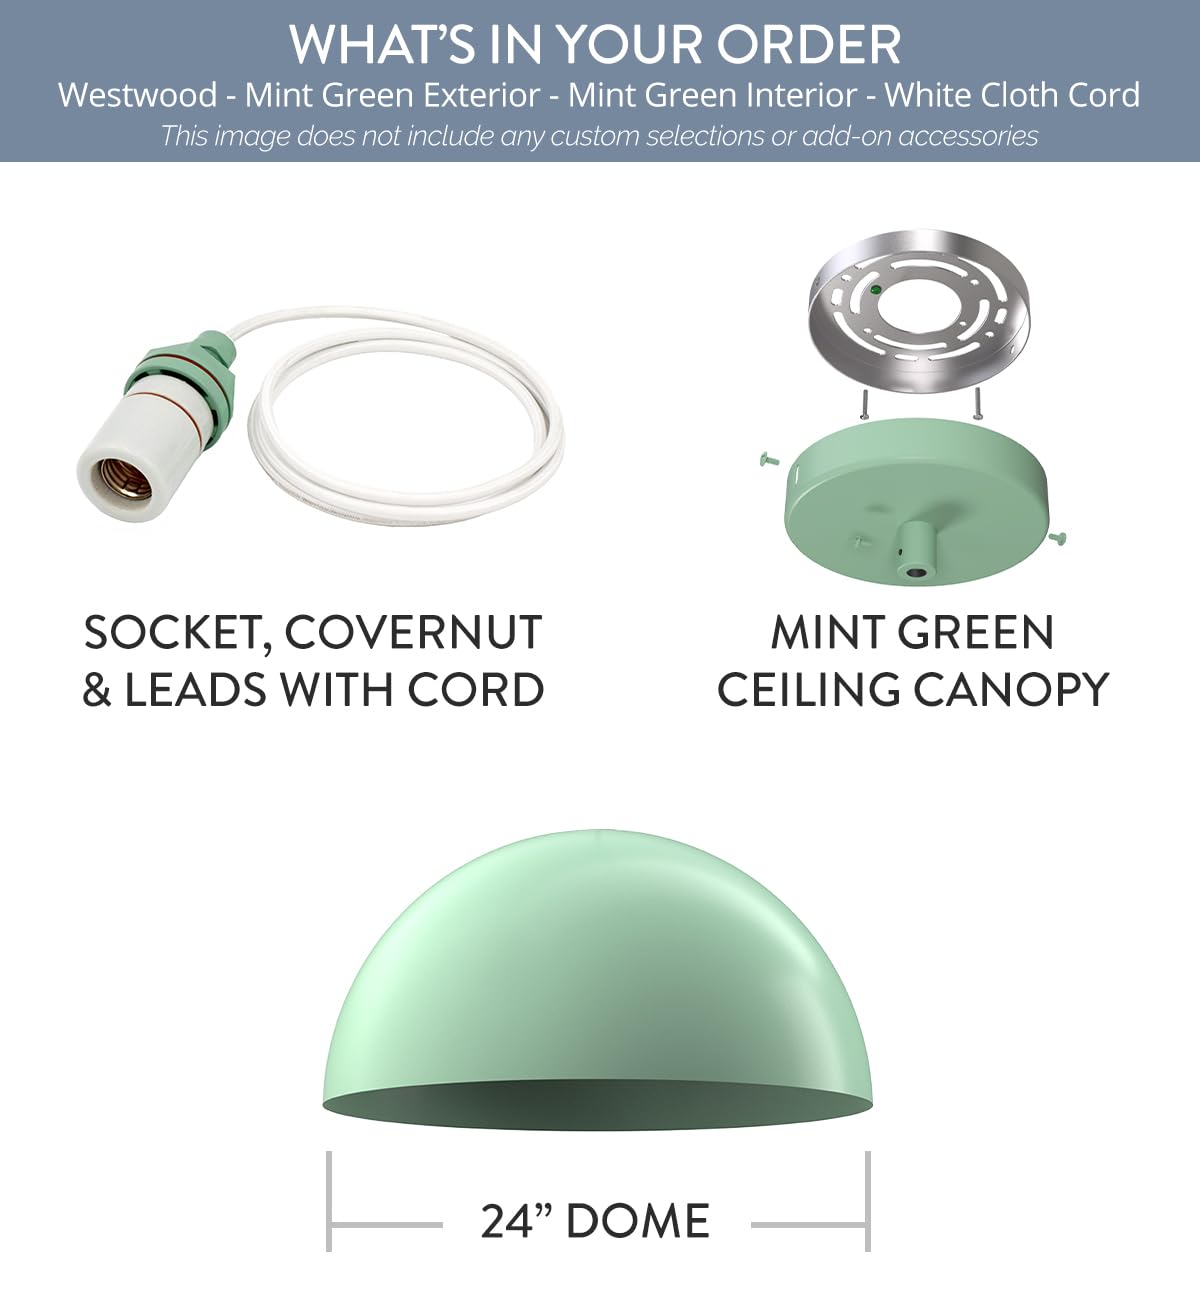 WHAT'S IN YOUR ORDER
Westwood - Mint Green Exterior - Mint Green Interior - White Cloth Cord
This image does not include any custom selections or add-on accessories
SOCKET, COVERNUT
& LEADS WITH CORD
MINT GREEN
CEILING CANOPY
24” DOME